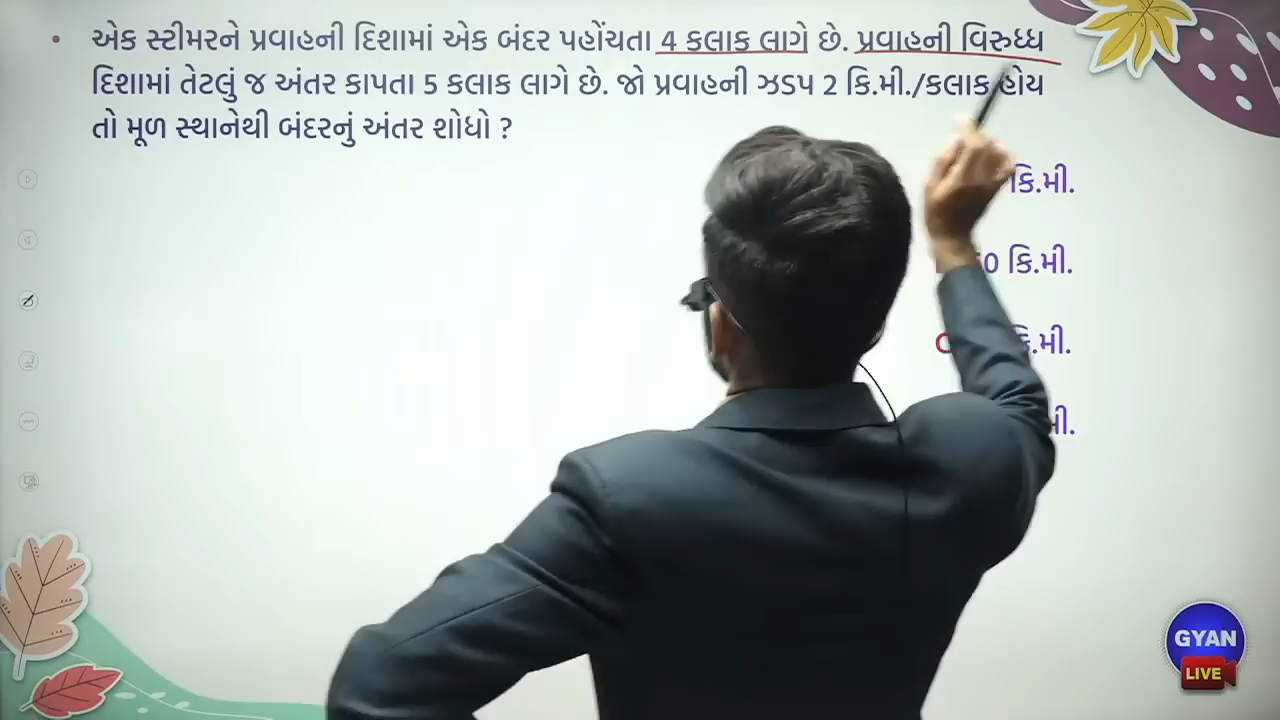 એક સ્ટીમરને પ્રવાહની દિશામાં એક બંદર પહોંચતા 4 કલાક લાગે છે. પ્રવાહની વિરુધ્ધ
દિશામાં તેટલું જ અંતર કાપતા 5 કલાક લાગે છે. જો પ્રવાહની ઝડપ 2 કિ.મી./કલાક હોય
તો મૂળ સ્થાનેથી બંદરનું અંતર શોધો ?
કિ.મી.
કિ.મી.
કિ.મી.
GYAN
LIVE